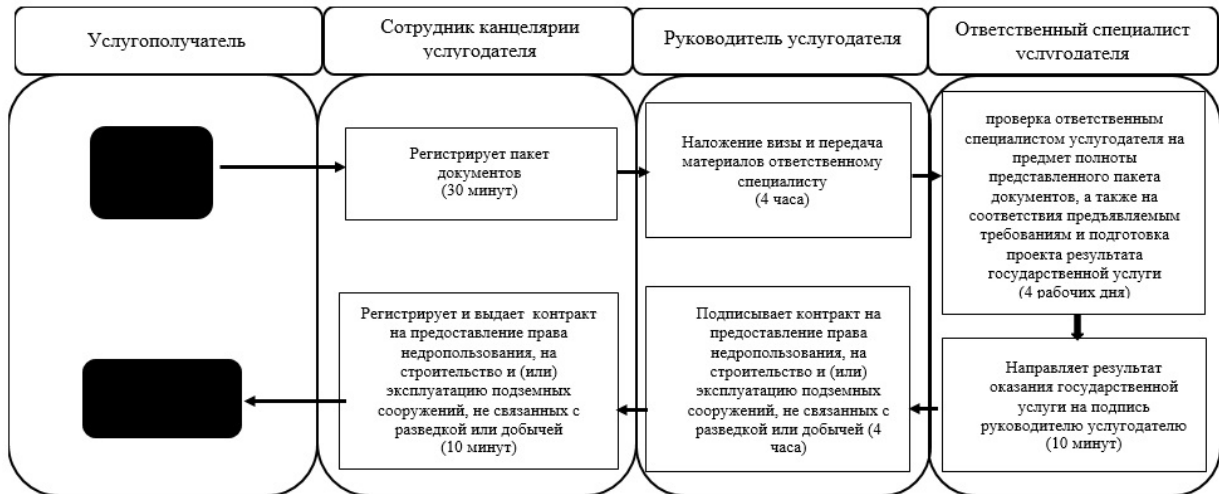 Услугополучатель
Сотрудник канцелярии
услугодателя
Руководитель услугодателя
Ответственный специалист
услугодателя
Регистрирует пакет
документов
(30 минут)
Наложение визы и передача
материалов ответственному
специалисту
(4 часа)
проверка ответственным
специалистом услугодателя на
предмет полноты
представленного пакета
документов, а также на
соответствия предъявляемым
требованиям и подготовка
проекта результата
государственной услуги
(4 рабочих дня)
Регистрирует и выдает контракт
на предоставление права
недропользования, на
строительство и (или)
эксплуатацию подземных
сооружений, не связанных с
разведкой или добычей
(10 минут)
Подписывает контракт на
предоставление права
недропользования, на
строительство и (или)
эксплуатацию подземных
сооружений, не связанных с
разведкой или добычей (4
часа)
Направляет результат
оказания государственной
услуги на подпись
руководителю услугодателю
(10 минут)